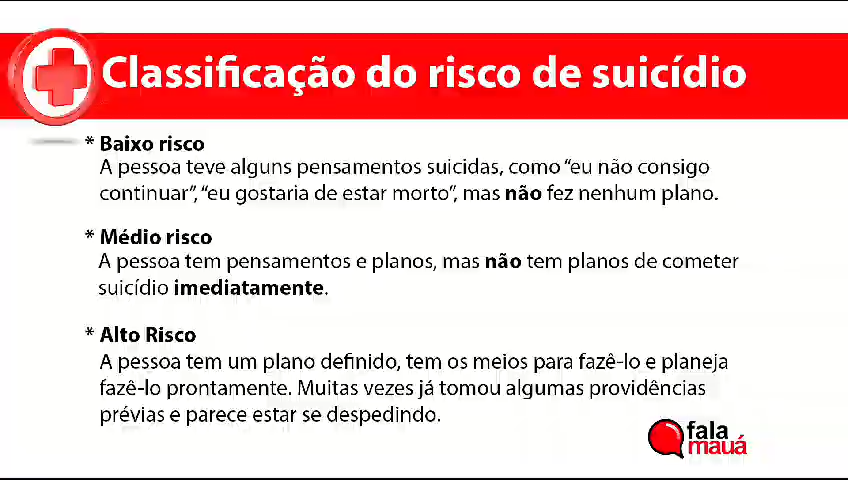 Classificação do risco de suicídio
* Baixo risco
A pessoa teve alguns pensamentos suicidas, como “eu não consigo
continuar”, “eu gostaria de estar morto”, mas não fez nenhum plano.
* Médio risco
A pessoa tem pensamentos e planos, mas não tem planos de cometer
suicídio imediatamente.
* Alto Risco
A pessoa tem um plano definido, tem os meios para fazê-lo e planeja
fazê-lo prontamente. Muitas vezes já tomou algumas providências
prévias e parece estar se despedindo.
fala
mauá